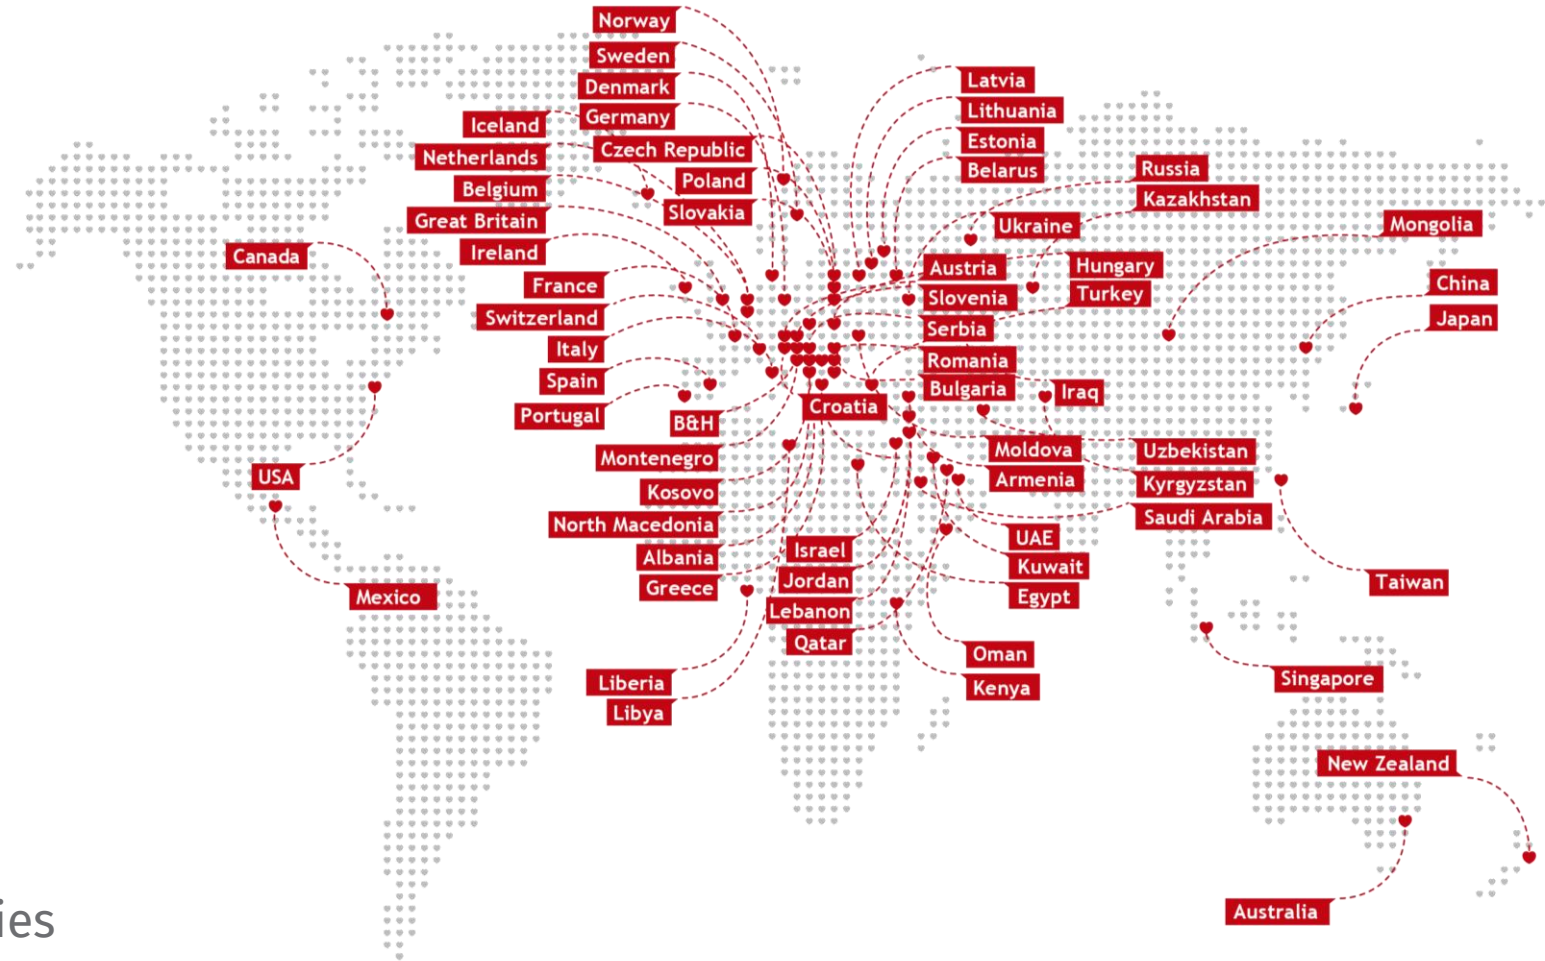 Norway
Sweden
Denmark
Germany
Czech Republic
Poland
Slovakia
Iceland
Netherlands
Belgium
Great Britain
Ireland
France
Switzerland
Italy
Spain
Portugal
B&H
Montenegro
Kosovo
North Macedonia
Albania
Greece
Canada
USA
Mexico
Liberia
Libya
Israel
Jordan
Lebanon
Qatar
Croatia
Latvia
Lithuania
Estonia
Belarus
Russia
Kazakhstan
Ukraine
Austria
Hungary
Slovenia
Turkey
Serbia
Romania
Bulgaria
Iraq
Moldova
Armenia
Uzbekistan
Kyrgyzstan
Saudi Arabia
UAE
Kuwait
Egypt
Oman
Kenya
Mongolia
China
Japan
Taiwan
Singapore
New Zealand
Australia
ies